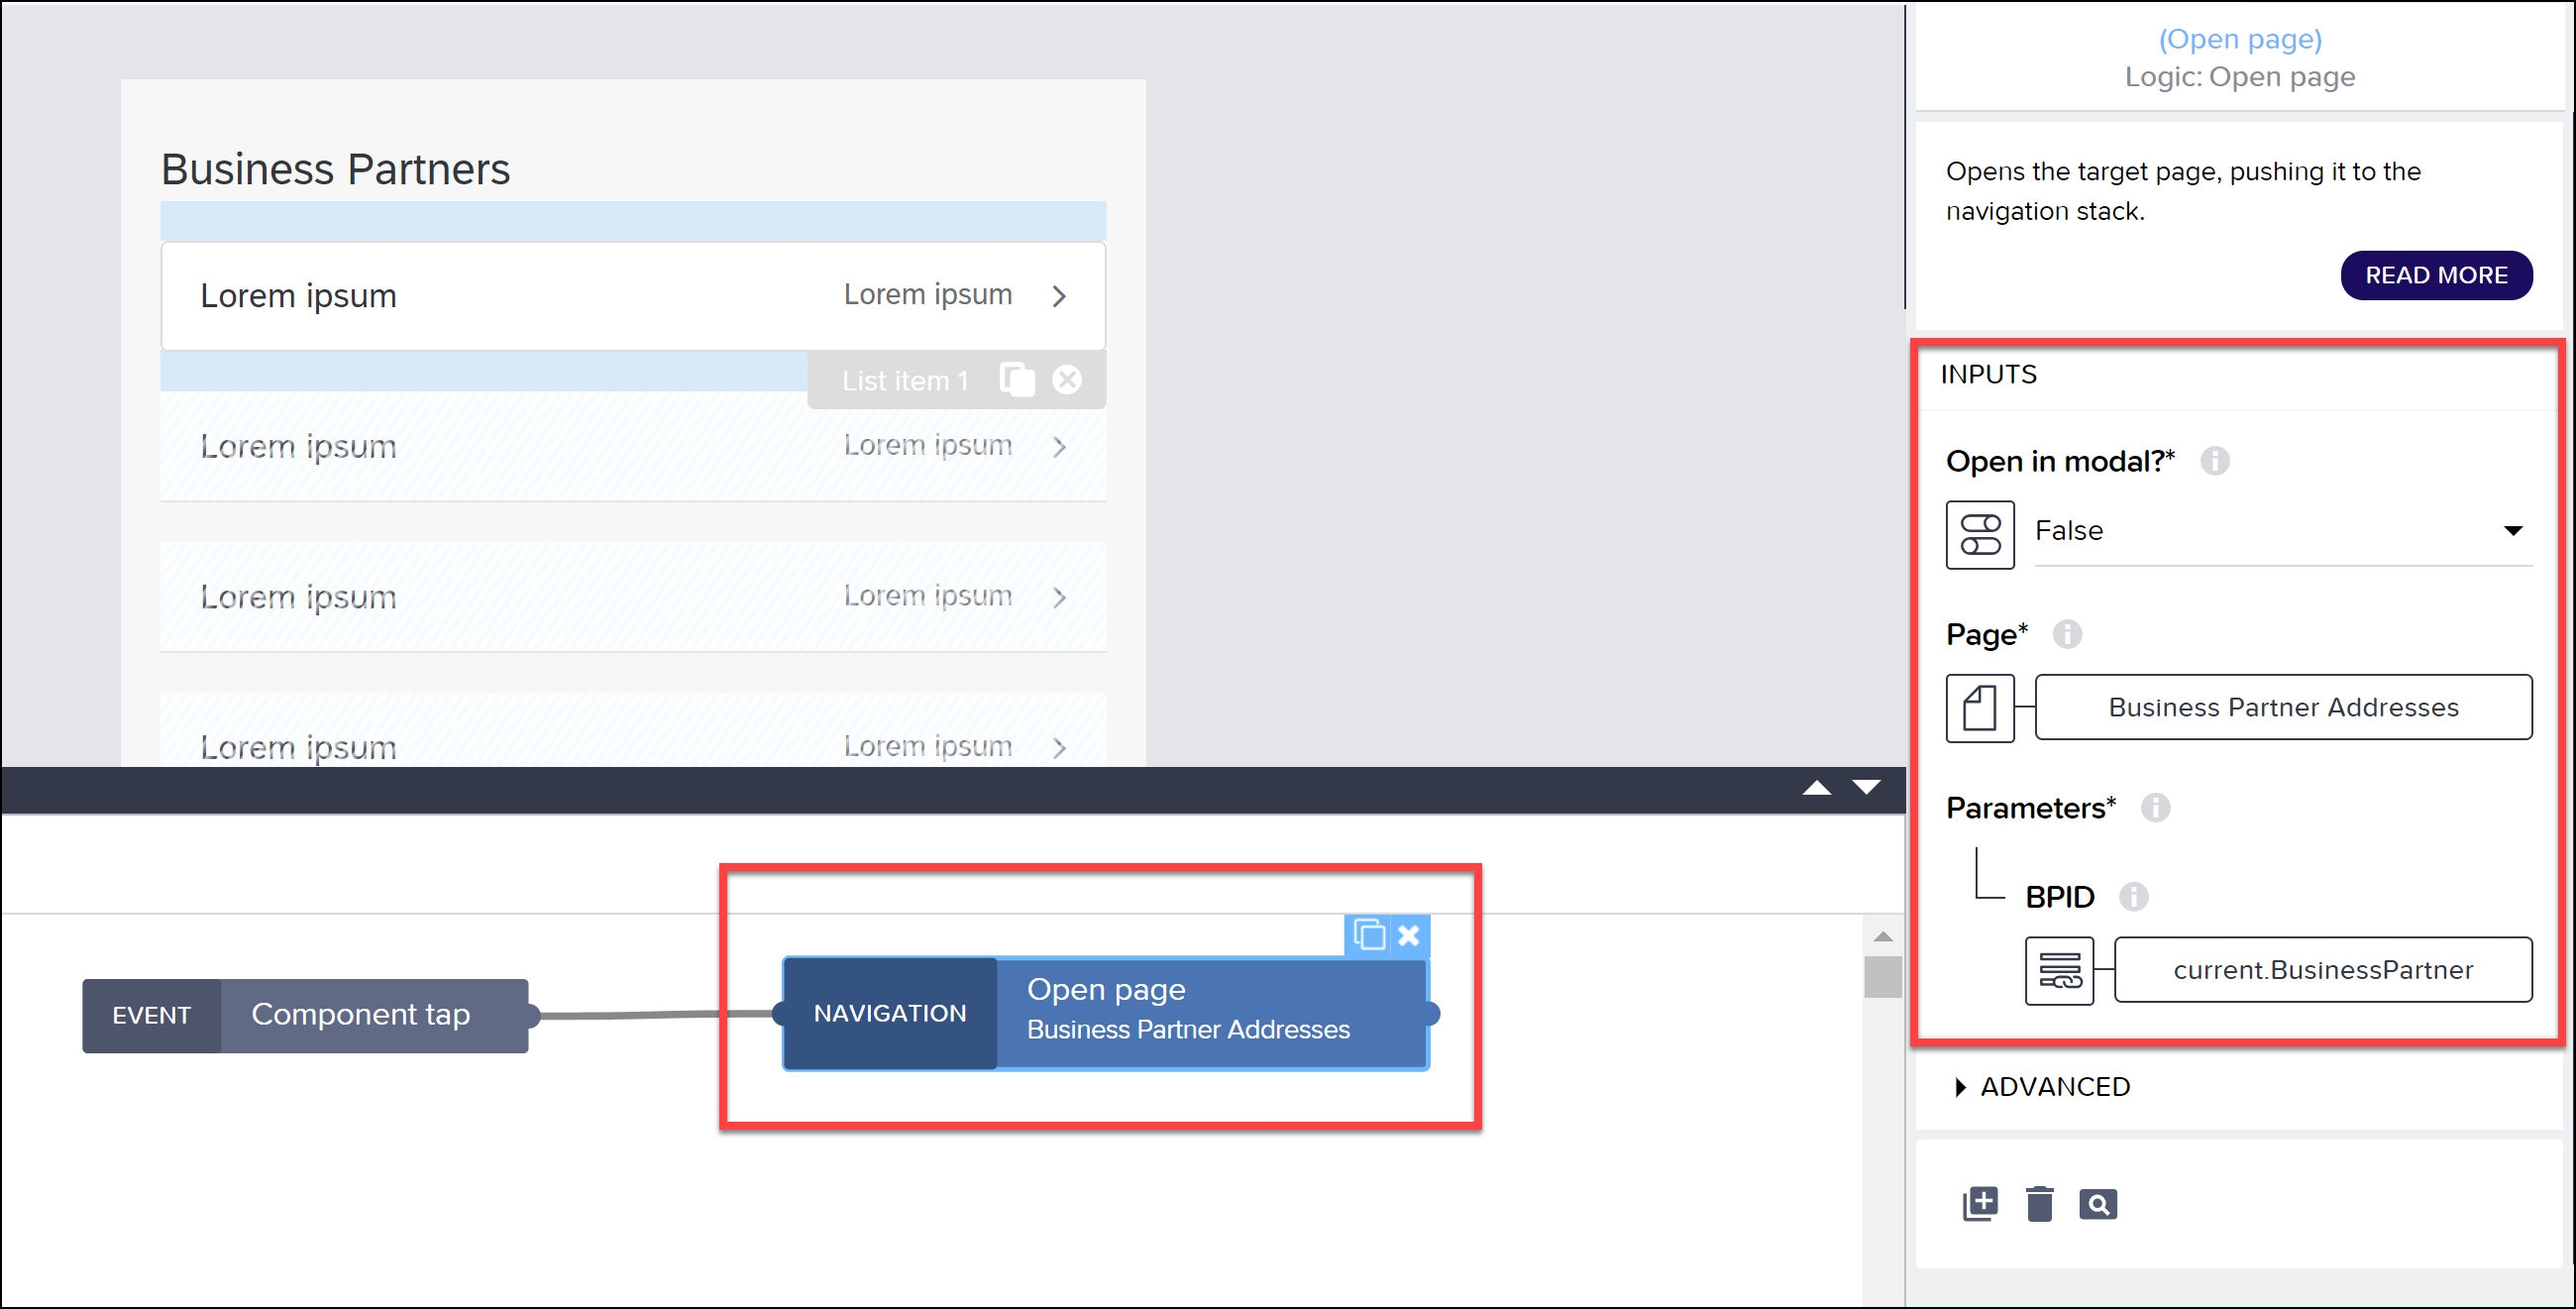 Business Partners
Lorem ipsum Lorem ipsum
List item 1
Lorem ipsum Lorem ipsum
Lorem ipsum Lorem ipsum
Lorem ipsum Lorem ipsum
EVENT Component tap
NAVIGATION
Open page
Business Partner Addresses
(Open page)
Logic: Open page
Opens the target page, pushing it to the
navigation stack.
READ MORE
INPUTS
Open in modal?*
False
Page*
Business Partner Addresses
Parameters*
BPID
current.BusinessPartner
ADVANCED